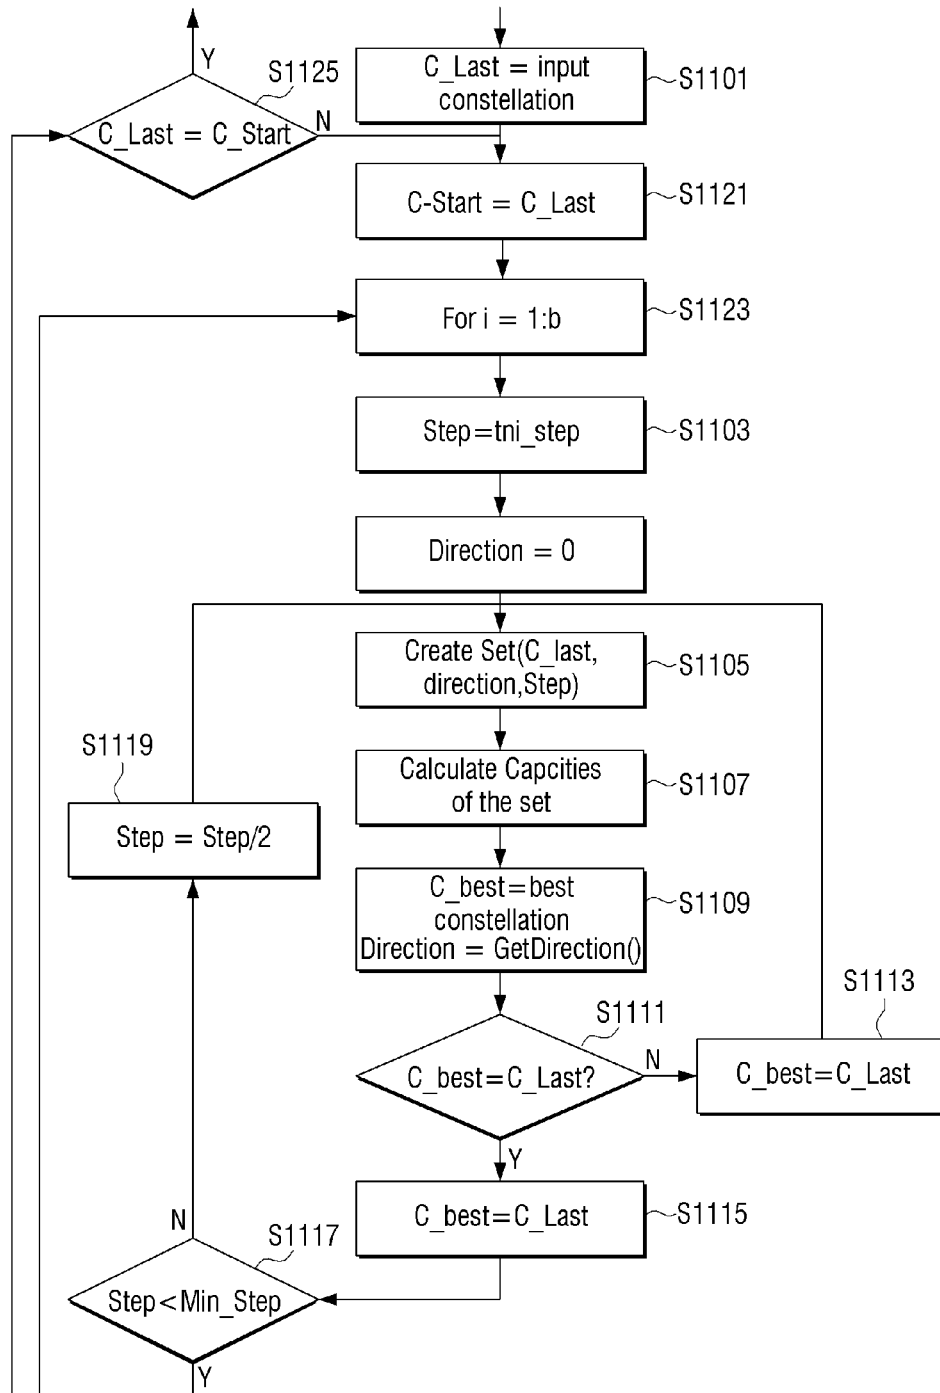 Y
S1125
C_Last = C_Start
N
C_Last = input
constellation
S1101
C-Start = C_Last
S1121
For i = 1:b
S1123
Step=tni_step
S1103
Direction = 0
Create Set(C_last,
direction,Step)
S1105
S1119
Step = Step/2
Calculate Capcities
of the set
S1107
C_best=best
constellation
Direction = GetDirection()
S1109
S1111
C_best=C_Last?
N
S1113
C_best=C_Last
Y
C_best=C_Last
S1115
N
S1117
Step<Min_Step
Y